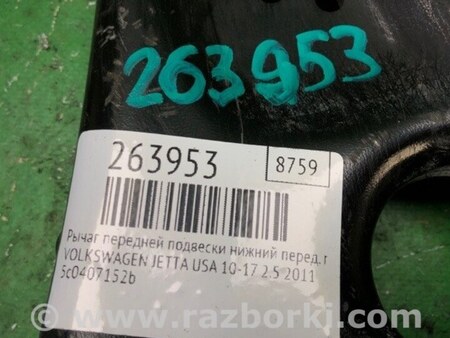 263953
263953 8759
Рычаг передней подвески нижний перед. г
VOLKSWAGEN JETTA USA 10-17 2.5 2011
5c0407152b
© www.razborki.com